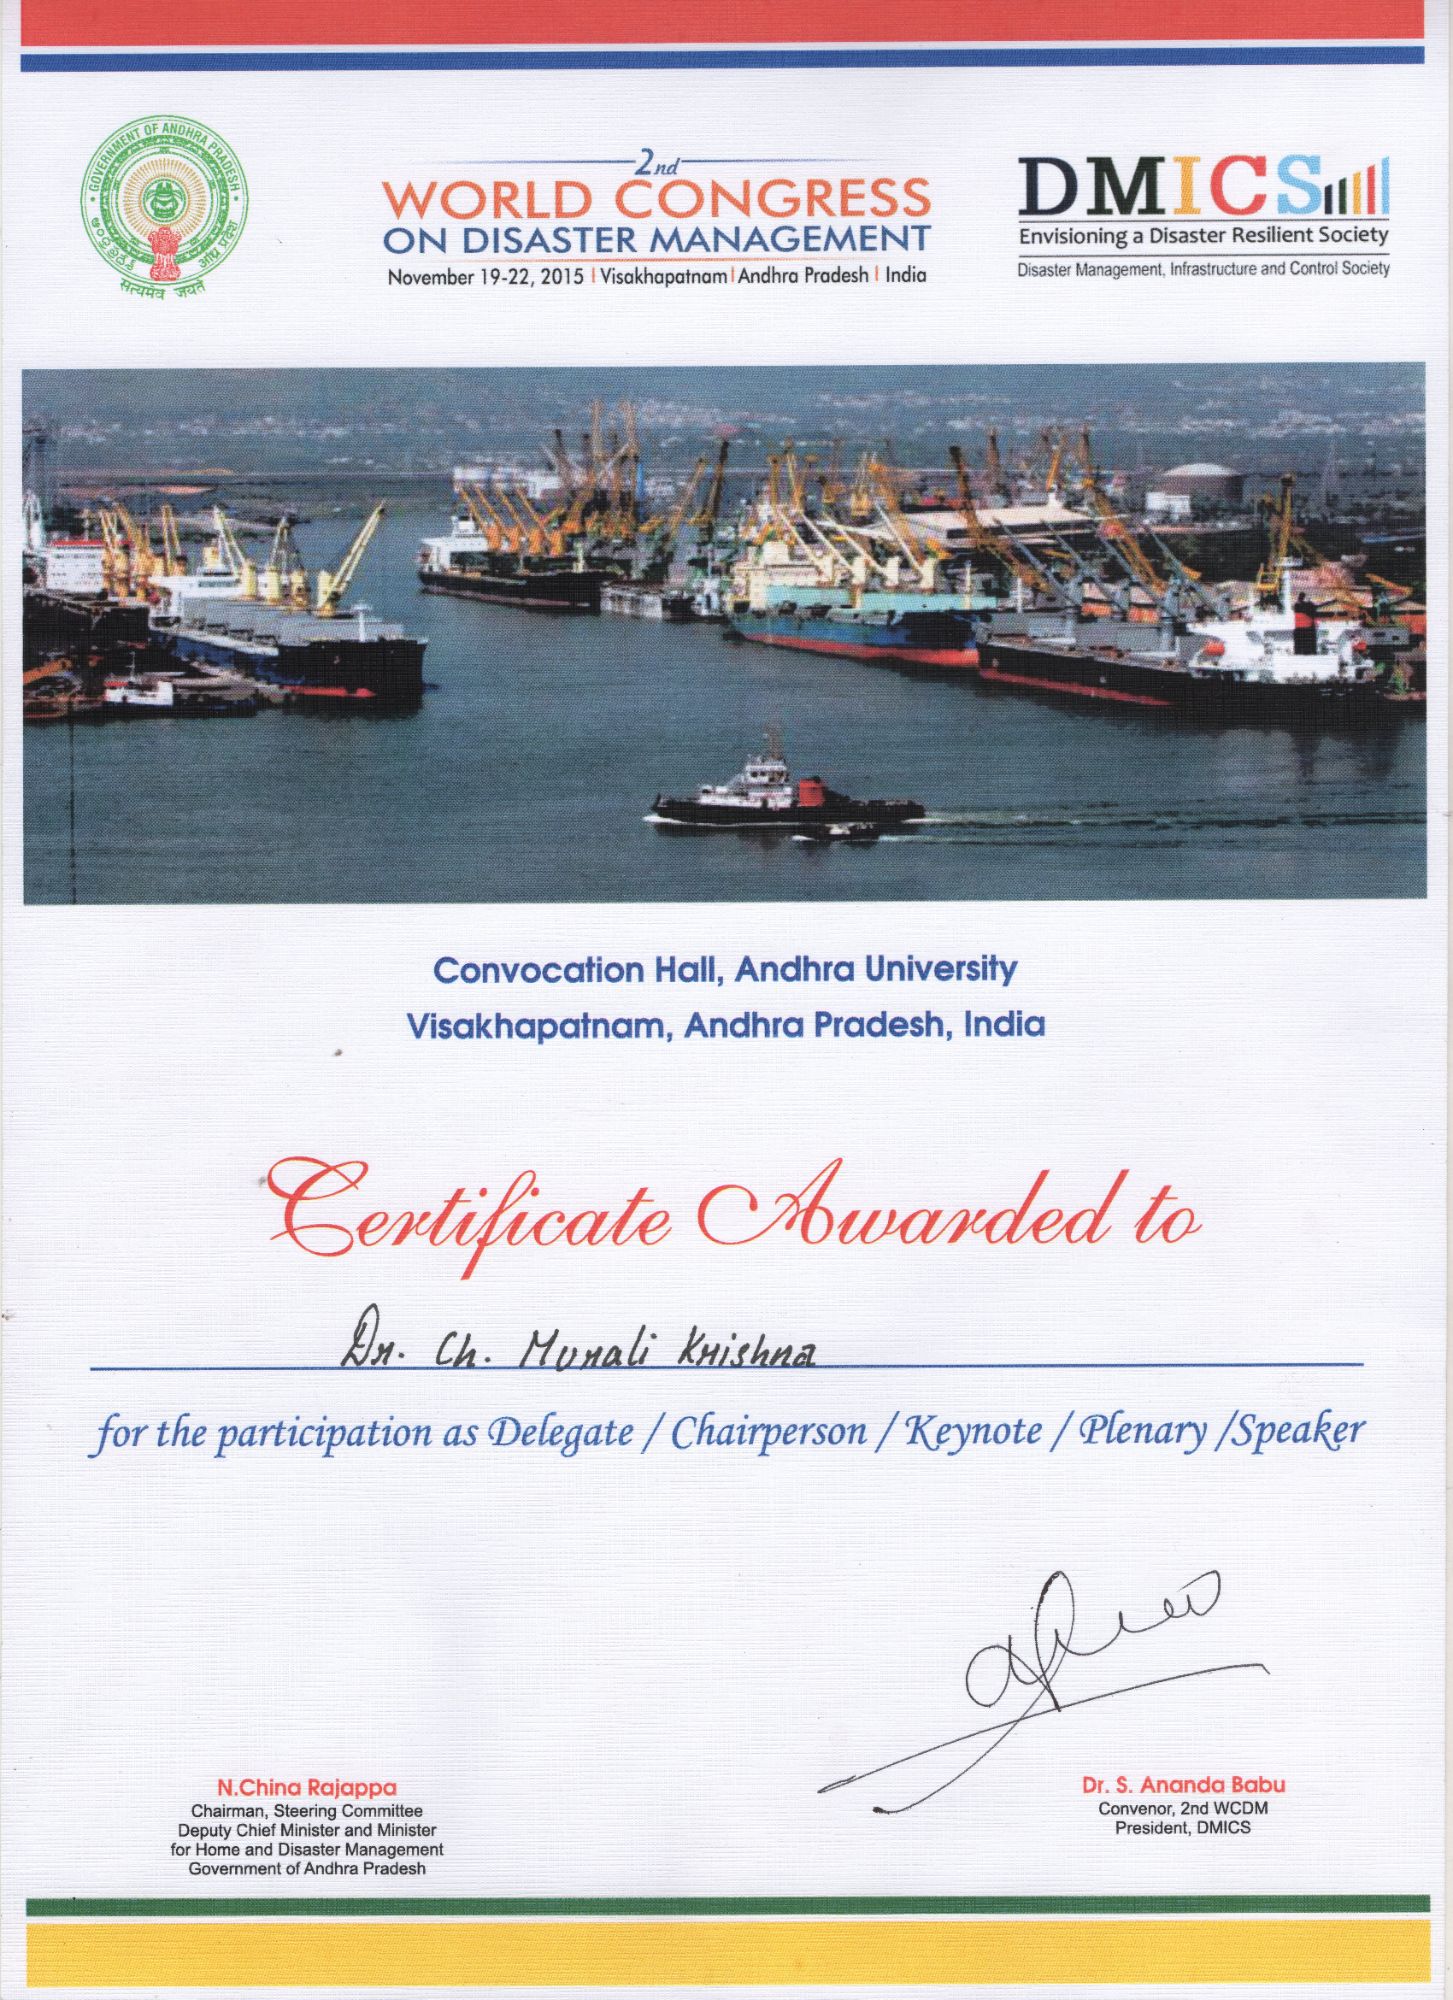 GOVERNMENT OF ANDHRA PRADESH
सत्यमेव जयते
2nd
WORLD CONGRESS
ON DISASTER MANAGEMENT
November 19-22, 2015 | Visakhapatnam | Andhra Pradesh | India
DMICS
Envisioning a Disaster Resilient Society
Disaster Management, Infrastructure and Control Society
Convocation Hall, Andhra University
Visakhapatnam, Andhra Pradesh, India
Certificate Awarded to
Dr. Ch. Murali Krishna
for the participation as Delegate / Chairperson / Keynote / Plenary /Speaker
N.China Rajappa
Chairman, Steering Committee
Deputy Chief Minister and Minister
for Home and Disaster Management
Government of Andhra Pradesh
Dr. S. Ananda Babu
Convenor, 2nd WCDM
President, DMICS